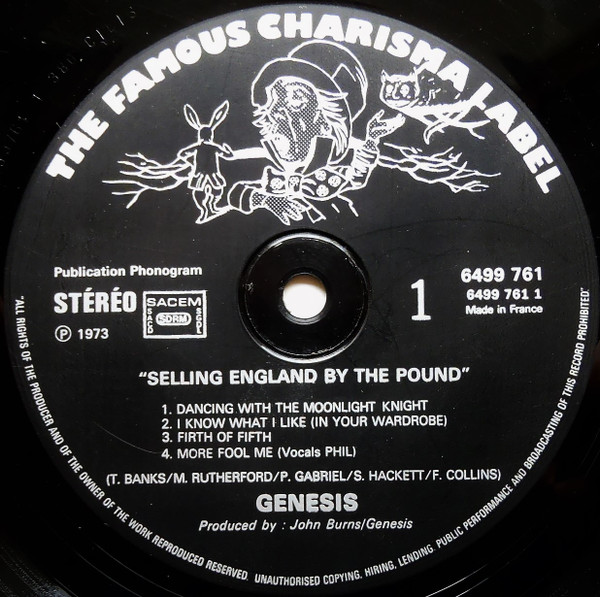 THE FAMOUS CHARISMA LABEL
Publication Phonogram
STÉRÉO
SACEM
SACD
SDRM
SGDL
℗ 1973
1
6499 761
6499 761 1
Made in France
"SELLING ENGLAND BY THE POUND"
1. DANCING WITH THE MOONLIGHT KNIGHT
2. I KNOW WHAT I LIKE (IN YOUR WARDROBE)
3. FIRTH OF FIFTH
4. MORE FOOL ME (Vocals PHIL)
(T. BANKS/M. RUTHERFORD/P. GABRIEL/S. HACKETT/F. COLLINS)
GENESIS
Produced by : John Burns/Genesis
"ALL RIGHTS OF THE PRODUCER AND OF THE OWNER OF THE WORK REPRODUCED RESERVED. UNAUTHORISED COPYING, HIRING, LENDING, PUBLIC PERFORMANCE AND BROADCASTING OF THIS RECORD PROHIBITED."